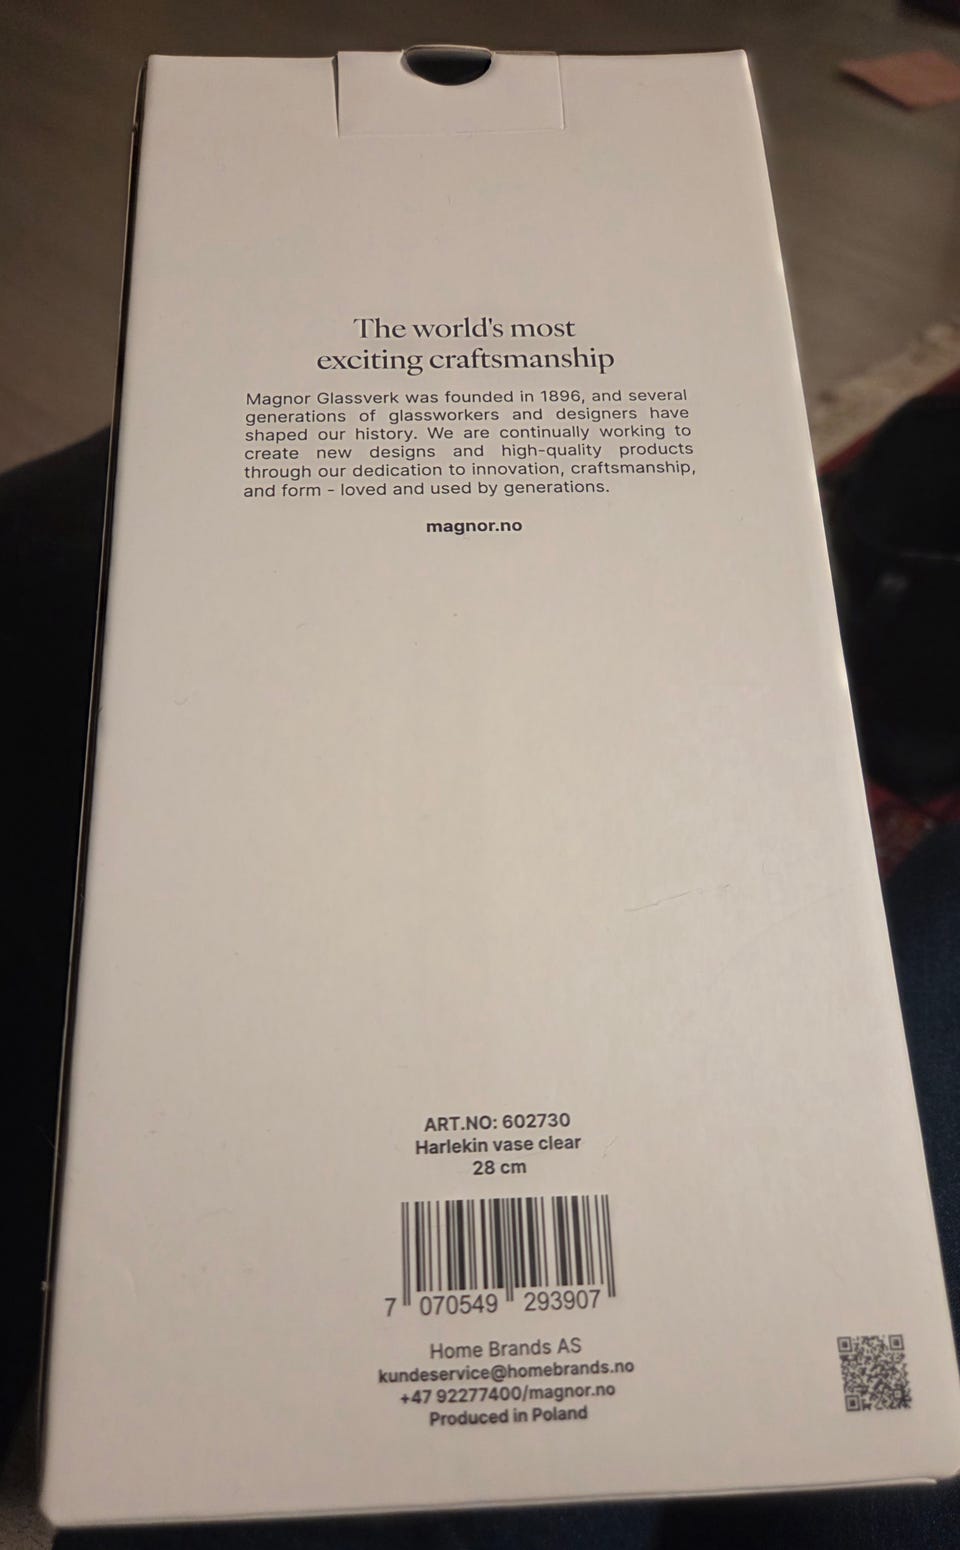 The world's most
exciting craftsmanship
Magnor Glassverk was founded in 1896, and several
generations of glassworkers and designers have
shaped our history. We are continually working to
create new designs and high-quality products
through our dedication to innovation, craftsmanship,
and form - loved and used by generations.
magnor.no
ART.NO: 602730
Harlekin vase clear
28 cm
7 070549 293907
Home Brands AS
kundeservice@homebrands.no
+47 92277400/magnor.no
Produced in Poland